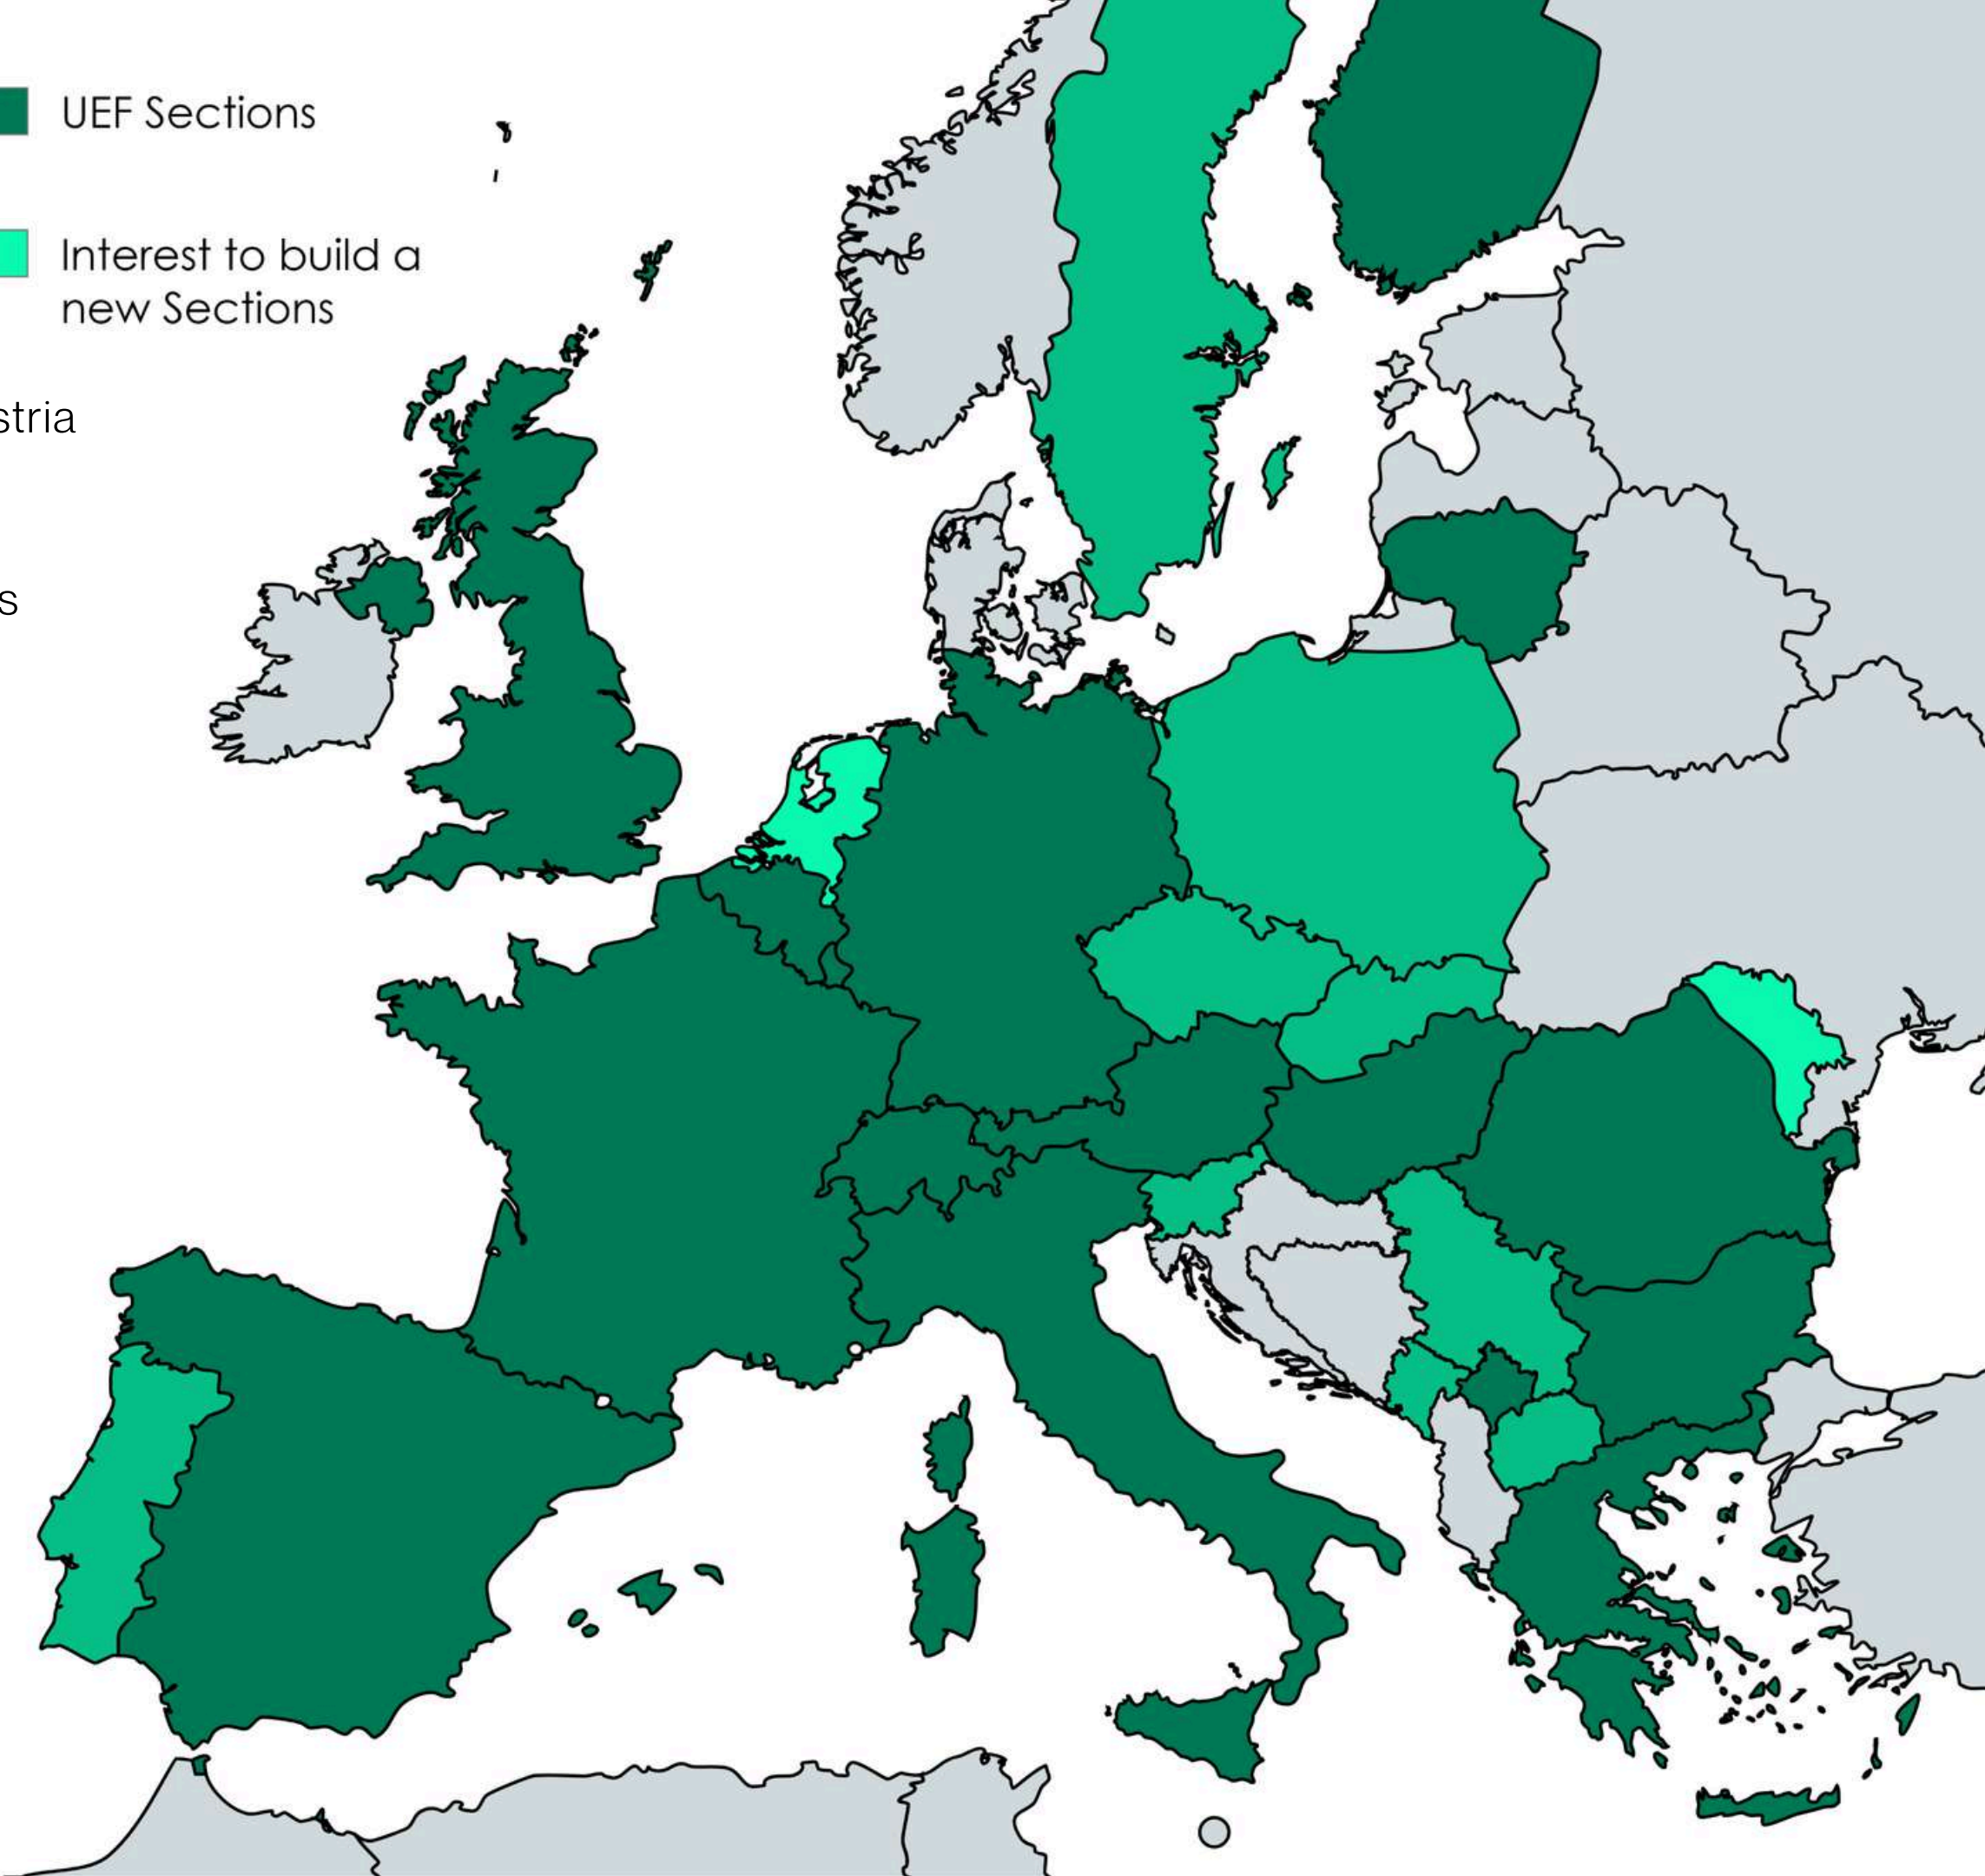 UEF Sections
Interest to build a
new Sections
stria
s